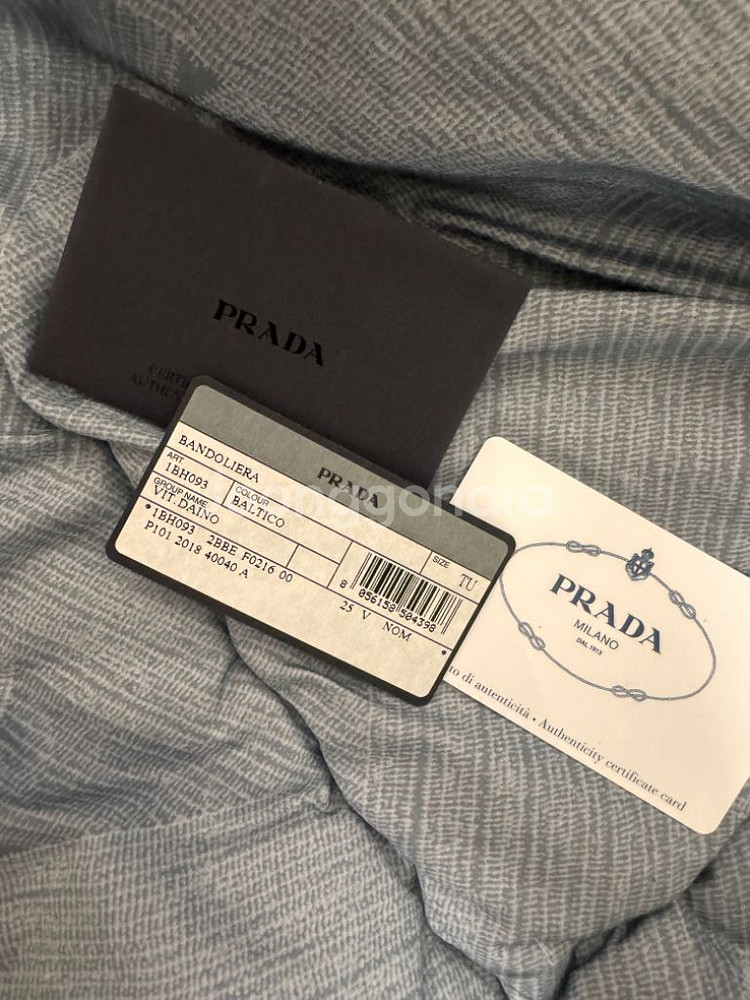 PRADA
BANDOLIERA
PRADA
ART
1BH093
COLOUR
BALTICO
GROUP NAME
VIT.DAINO
SIZE
TU
*1BH093 2BBE F0216 00
P101 2018 40040 A
8 056158 504398
25 V NOM
*
PRADA
MILANO
DAL 1913
to di autenticità • Authenticity certificate card